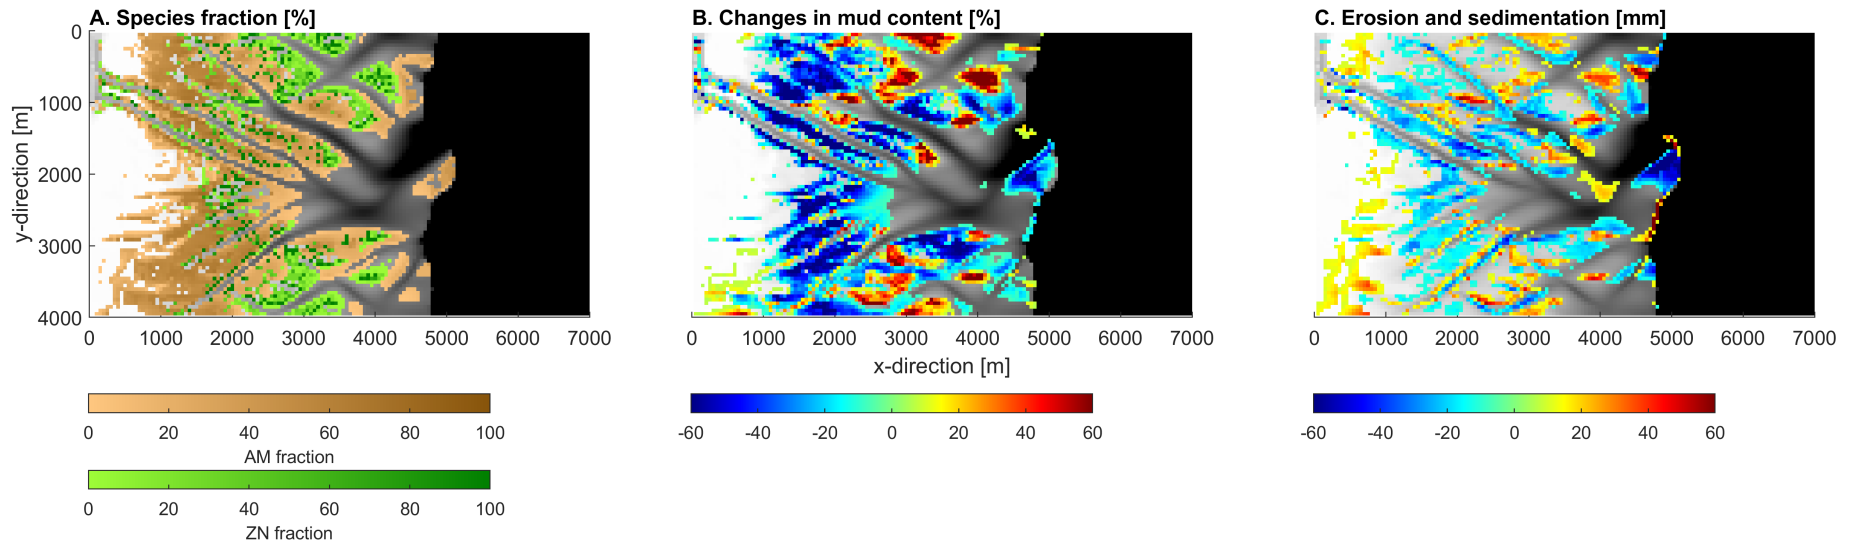 A. Species fraction [%]
B. Changes in mud content [%]
C. Erosion and sedimentation [mm]
y-direction [m]
0
1000
2000
3000
4000
0 1000 2000 3000 4000 5000 6000 7000
0 1000 2000 3000 4000 5000 6000 7000
0 1000 2000 3000 4000 5000 6000 7000
x-direction [m]
0 20 40 60 80 100
AM fraction
-60 -40 -20 0 20 40 60
-60 -40 -20 0 20 40 60
0 20 40 60 80 100
ZN fraction